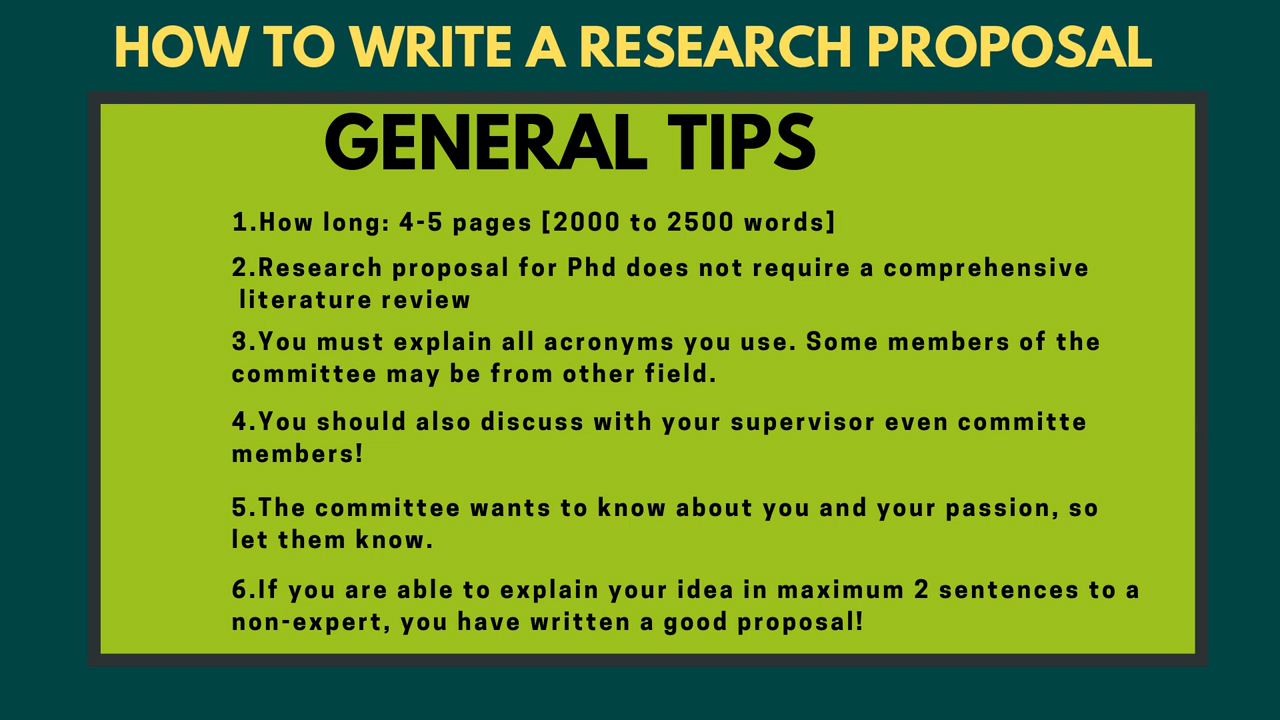 HOW TO WRITE A RESEARCH PROPOSAL
GENERAL TIPS
1.How long: 4-5 pages [2000 to 2500 words]
2.Research proposal for Phd does not require a comprehensive
literature review
3.You must explain all acronyms you use. Some members of the
committee may be from other field.
4.You should also discuss with your supervisor even committe
members!
5.The committee wants to know about you and your passion, so
let them know.
6.If you are able to explain your idea in maximum 2 sentences to a
non-expert, you have written a good proposal!